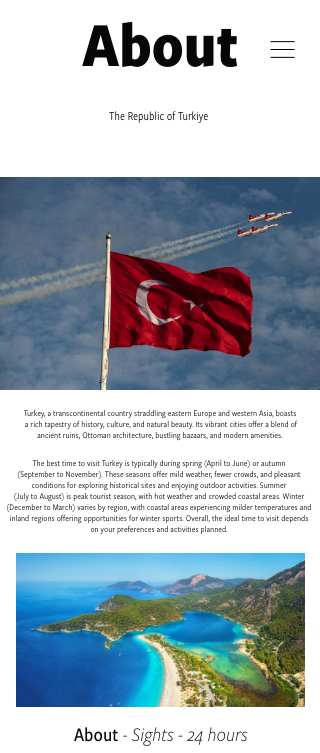 About
The Republic of Turkiye
Turkey, a transcontinental country straddling eastern Europe and western Asia, boasts
a rich tapestry of history, culture, and natural beauty. Its vibrant cities offer a blend of
ancient ruins, Ottoman architecture, bustling bazaars, and modern amenities.
The best time to visit Turkey is typically during spring (April to June) or autumn
(September to November). These seasons offer mild weather, fewer crowds, and pleasant
conditions for exploring historical sites and enjoying outdoor activities. Summer
(July to August) is peak tourist season, with hot weather and crowded coastal areas. Winter
(December to March) varies by region, with coastal areas experiencing milder temperatures and
inland regions offering opportunities for winter sports. Overall, the ideal time to visit depends
on your preferences and activities planned.
About - Sights - 24 hours